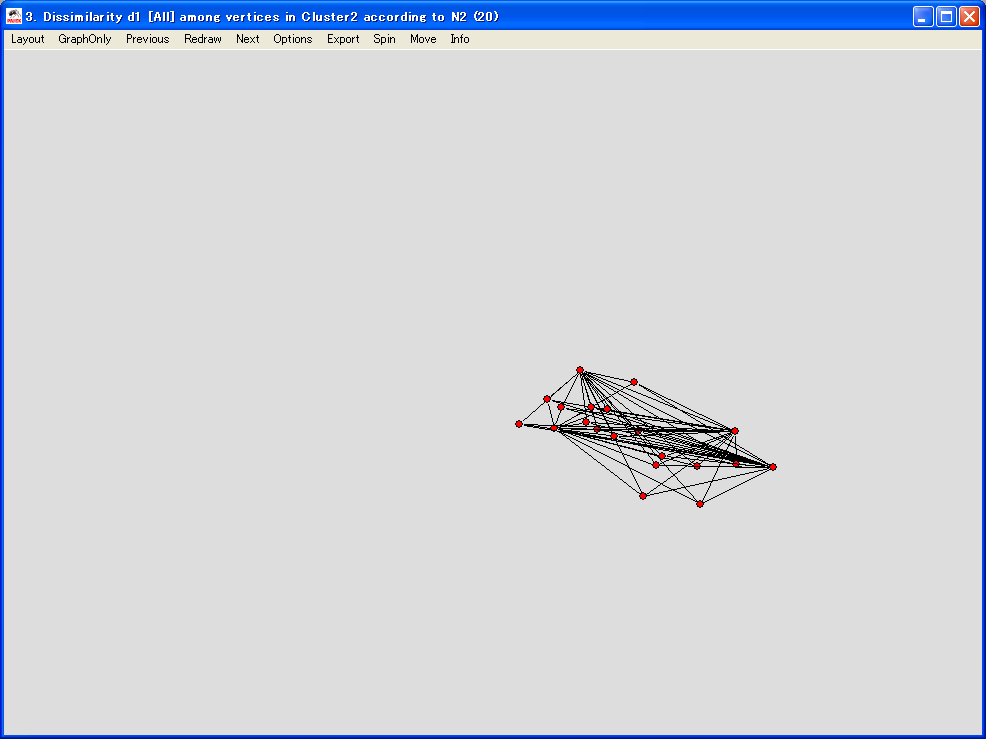 3. Dissimilarity d1 [All] among vertices in Cluster2 according to N2 (20)
Layout GraphOnly Previous Redraw Next Options Export Spin Move Info